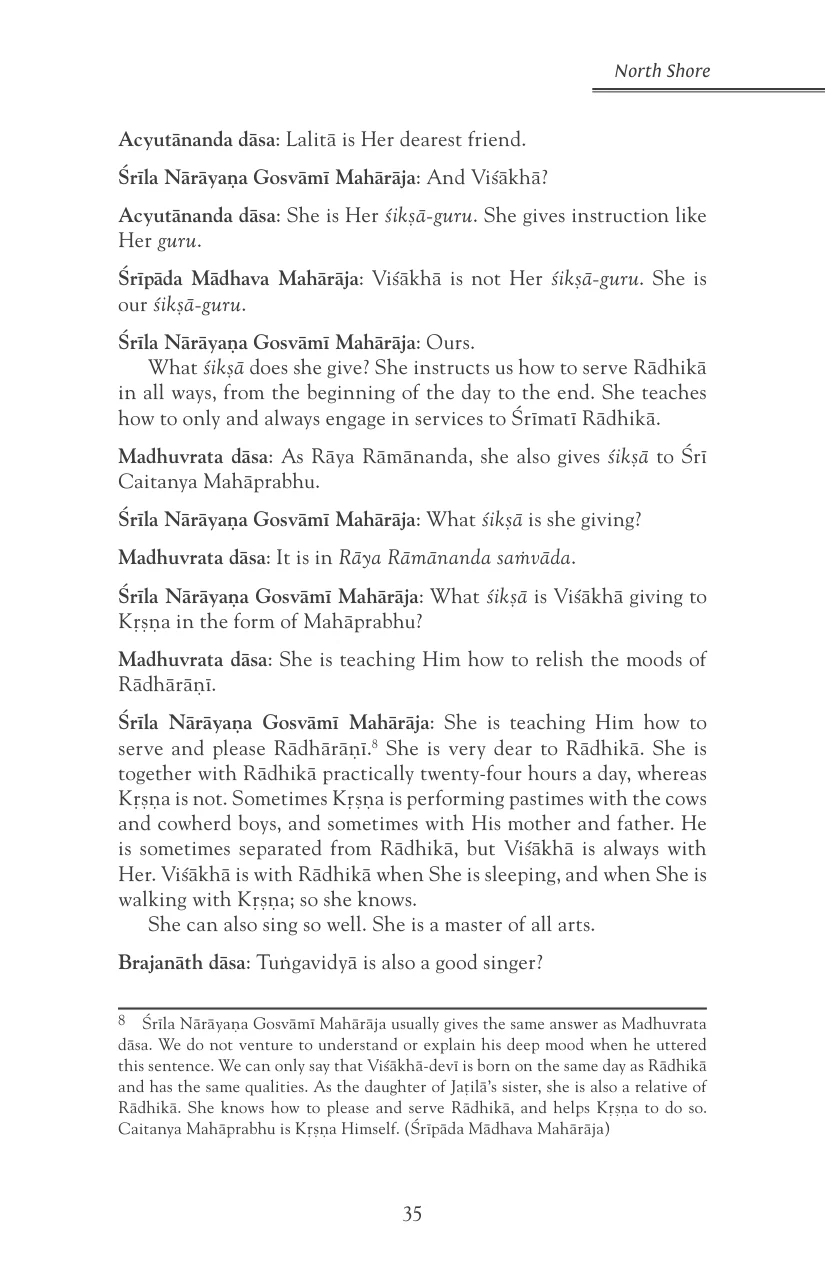 North Shore
Acyutānanda dāsa: Lalitā is Her dearest friend.
Śrīla Nārāyaṇa Gosvāmī Mahārāja: And Viśākhā?
Acyutānanda dāsa: She is Her śikṣā-guru. She gives instruction like
Her guru.
Śrīpāda Mādhava Mahārāja: Viśākhā is not Her śikṣā-guru. She is
our śikṣā-guru.
Śrīla Nārāyaṇa Gosvāmī Mahārāja: Ours.
What śikṣā does she give? She instructs us how to serve Rādhikā
in all ways, from the beginning of the day to the end. She teaches
how to only and always engage in services to Śrīmatī Rādhikā.
Madhuvrata dāsa: As Rāya Rāmānanda, she also gives śikṣā to Śrī
Caitanya Mahāprabhu.
Śrīla Nārāyaṇa Gosvāmī Mahārāja: What śikṣā is she giving?
Madhuvrata dāsa: It is in Rāya Rāmānanda saṁvāda.
Śrīla Nārāyaṇa Gosvāmī Mahārāja: What śikṣā is Viśākhā giving to
Kṛṣṇa in the form of Mahāprabhu?
Madhuvrata dāsa: She is teaching Him how to relish the moods of
Rādhārāṇī.
Śrīla Nārāyaṇa Gosvāmī Mahārāja: She is teaching Him how to
serve and please Rādhārāṇī.8 She is very dear to Rādhikā. She is
together with Rādhikā practically twenty-four hours a day, whereas
Kṛṣṇa is not. Sometimes Kṛṣṇa is performing pastimes with the cows
and cowherd boys, and sometimes with His mother and father. He
is sometimes separated from Rādhikā, but Viśākhā is always with
Her. Viśākhā is with Rādhikā when She is sleeping, and when She is
walking with Kṛṣṇa; so she knows.
She can also sing so well. She is a master of all arts.
Brajanāth dāsa: Tuṅgavidyā is also a good singer?
8 Śrīla Nārāyaṇa Gosvāmī Mahārāja usually gives the same answer as Madhuvrata
dāsa. We do not venture to understand or explain his deep mood when he uttered
this sentence. We can only say that Viśākhā-devī is born on the same day as Rādhikā
and has the same qualities. As the daughter of Jaṭilā’s sister, she is also a relative of
Rādhikā. She knows how to please and serve Rādhikā, and helps Kṛṣṇa to do so.
Caitanya Mahāprabhu is Kṛṣṇa Himself. (Śrīpāda Mādhava Mahārāja)
35